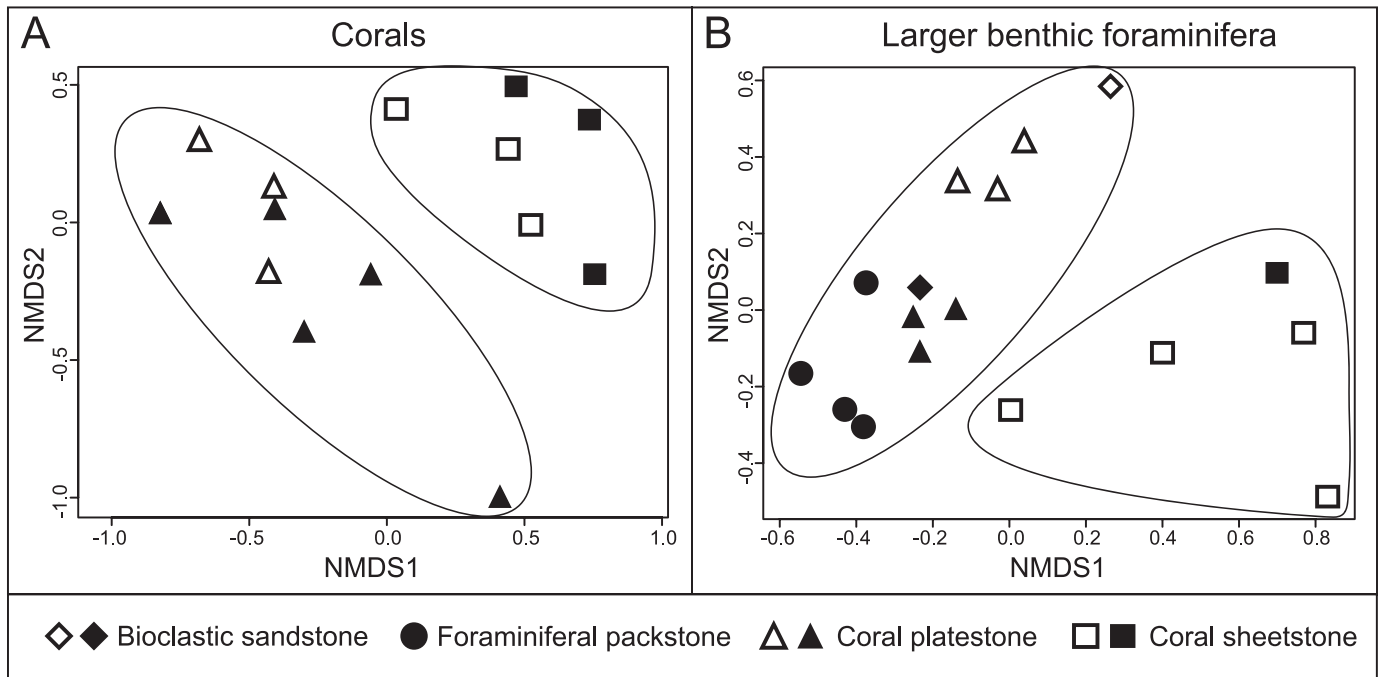 A
Corals
0.5
0.0
-0.5
-1.0
NMDS2
-1.0 -0.5 0.0 0.5 1.0
NMDS1
B
Larger benthic foraminifera
0.6
0.4
0.2
0.0
-0.2
-0.4
NMDS2
-0.6 -0.4 -0.2 0.0 0.2 0.4 0.6 0.8
NMDS1
Bioclastic sandstone Foraminiferal packstone Coral platestone Coral sheetstone